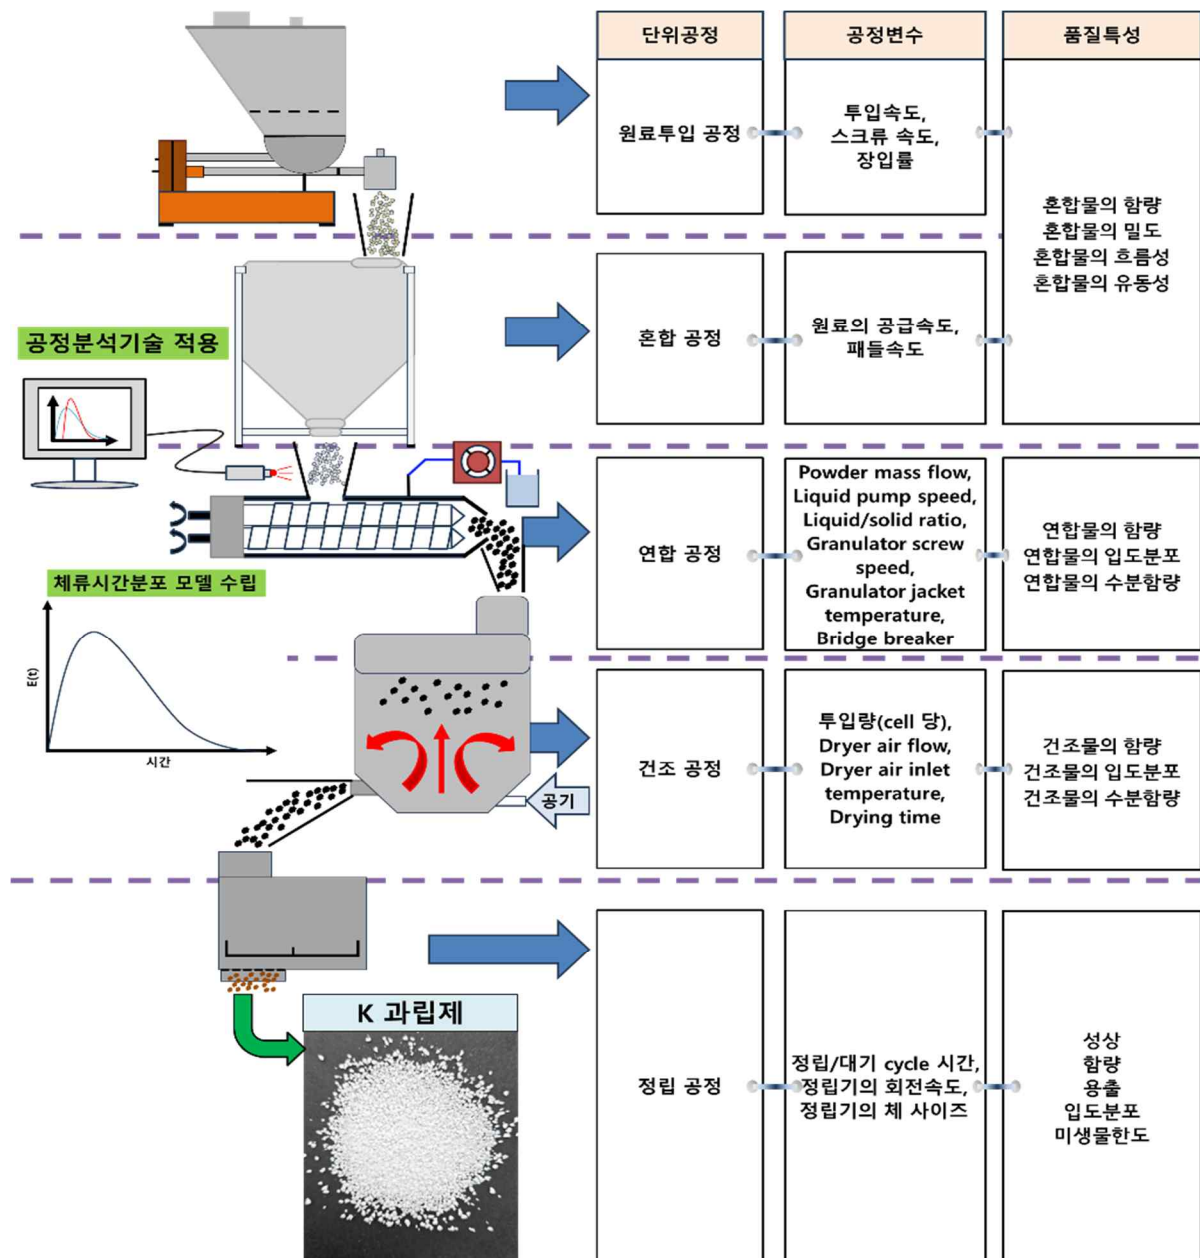 단위공정
공정변수
품질특성
원료투입 공정
투입속도,
스크류 속도,
장입률
혼합물의 함량
혼합물의 밀도
혼합물의 흐름성
혼합물의 유동성
혼합 공정
원료의 공급속도,
패들속도
공정분석기술 적용
연합 공정
Powder mass flow,
Liquid pump speed,
Liquid/solid ratio,
Granulator screw
speed,
Granulator jacket
temperature,
Bridge breaker
연합물의 함량
연합물의 입도분포
연합물의 수분함량
체류시간분포 모델 수립
E(t)
시간
건조 공정
투입량(cell 당),
Dryer air flow,
Dryer air inlet
temperature,
Drying time
건조물의 함량
건조물의 입도분포
건조물의 수분함량
공기
K 과립제
정립 공정
정립/대기 cycle 시간,
정립기의 회전속도,
정립기의 체 사이즈
성상
함량
용출
입도분포
미생물한도